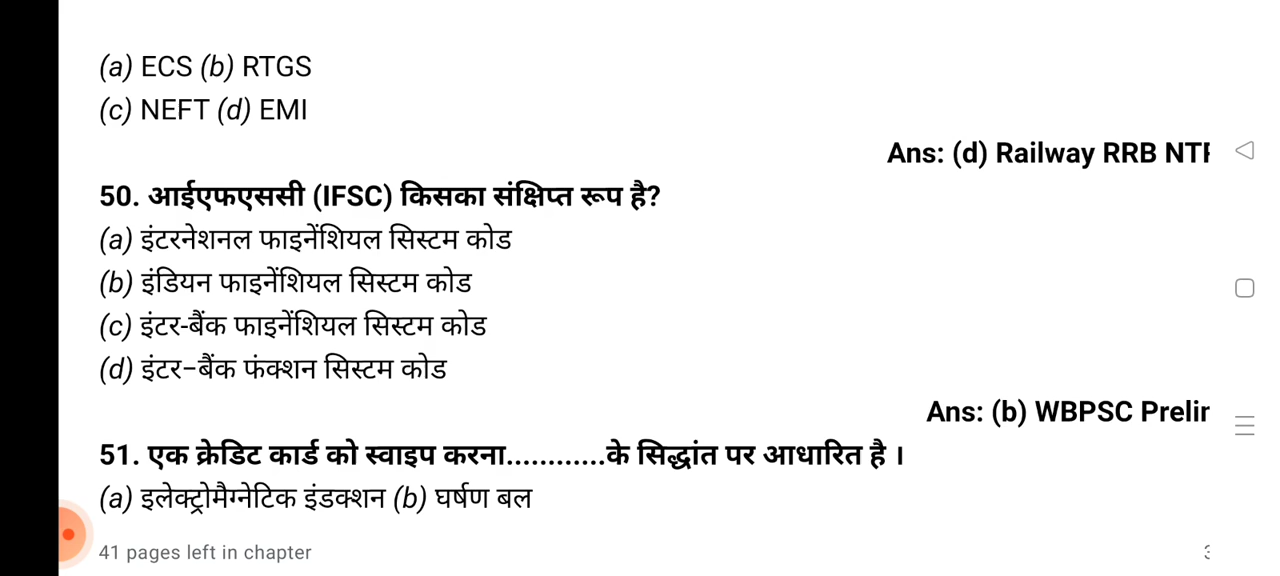 (a) ECS (b) RTGS
(c) NEFT (d) EMI
Ans: (d) Railway RRB
50. आईएफएससी (IFSC) किसका संक्षिप्त रूप है?
(a) इंटरनेशनल फाइनेंशियल सिस्टम कोड
(b) इंडियन फाइनेंशियल सिस्टम कोड
(c) इंटर-बैंक फाइनेंशियल सिस्टम कोड
(d) इंटर–बैंक फंक्शन सिस्टम कोड
Ans: (b) WBPSC
51. एक क्रेडिट कार्ड को स्वाइप करना............के सिद्धांत पर आधारित है ।
(a) इलेक्ट्रोमैग्नेटिक इंडक्शन (b) घर्षण बल
41 pages left in chapter